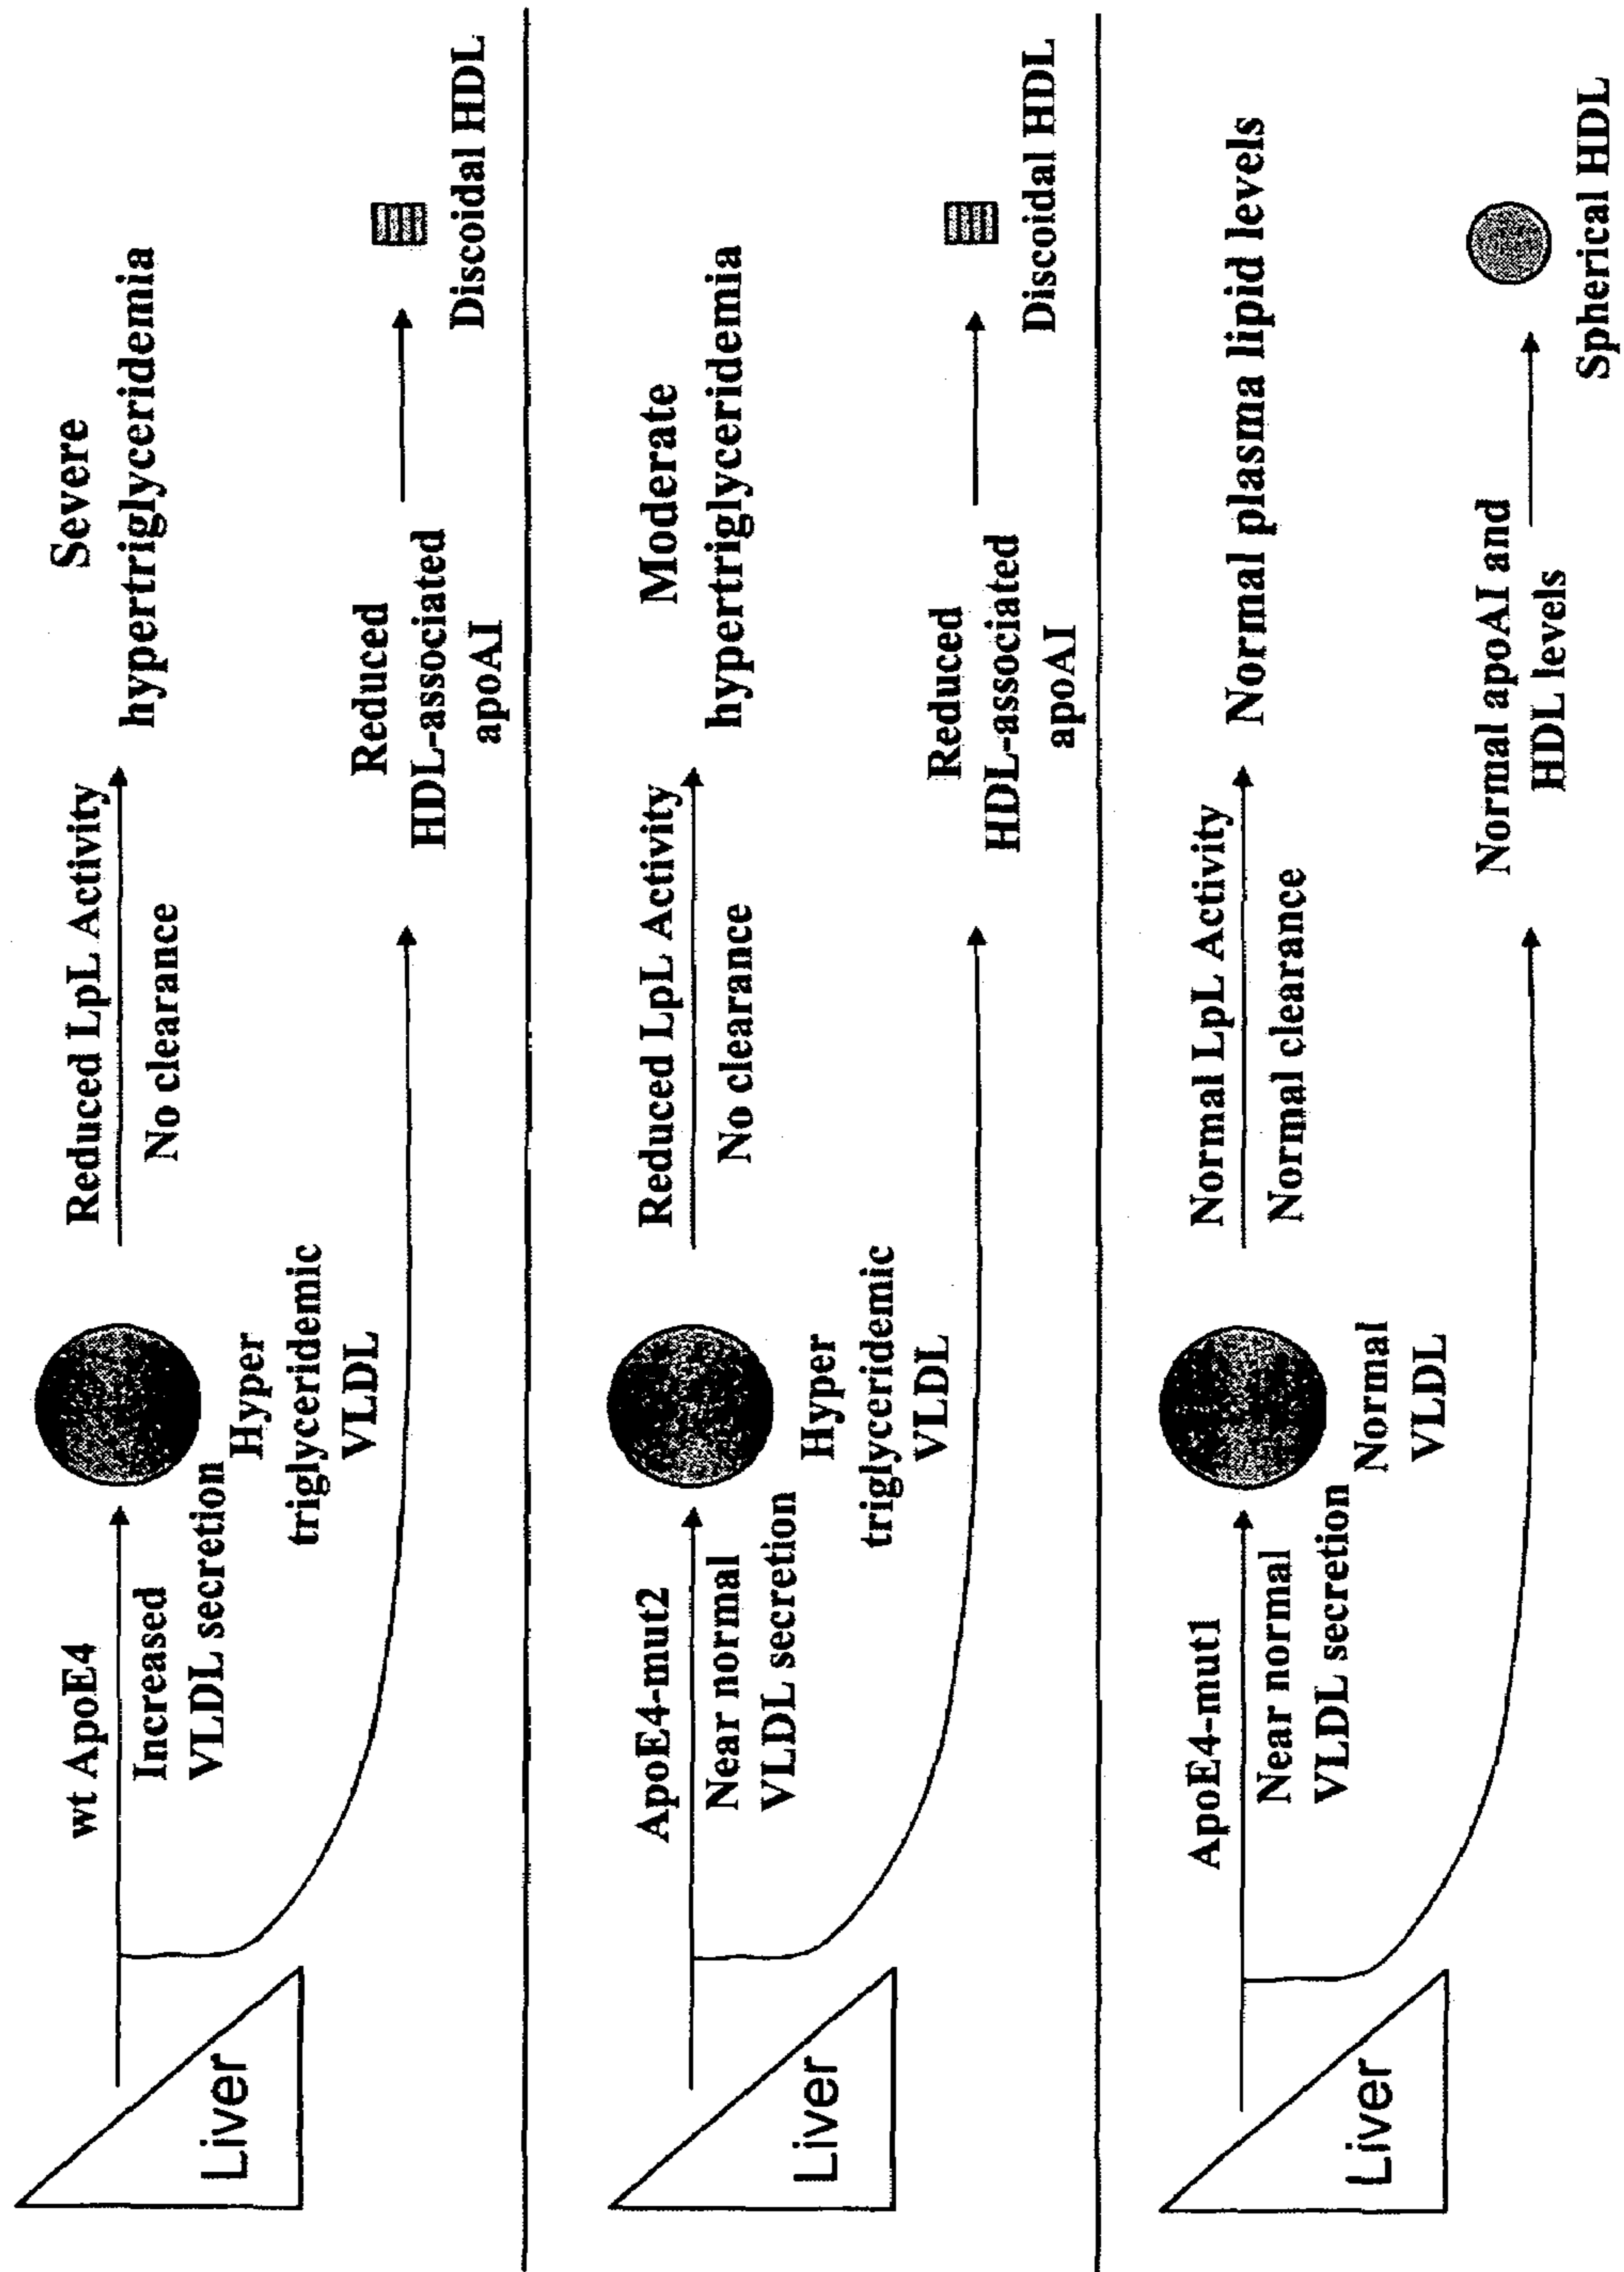 wt ApoE4
Increased
VLDL secretion
Hyper
triglyceridemic
VLDL
Reduced LpL Activity
No clearance
Severe
hypertriglyceridemia
Liver
Reduced
HDL-associated
apoAI
Discoidal HDL
ApoE4-mut2
Near normal
VLDL secretion
Hyper
triglyceridemic
VLDL
Reduced LpL Activity
No clearance
Moderate
hypertriglyceridemia
Liver
Reduced
HDL-associated
apoAI
Discoidal HDL
ApoE4-mut1
Near normal
VLDL secretion
Normal
VLDL
Normal LpL Activity
Normal clearance
Normal plasma lipid levels
Liver
Normal apoAI and
HDL levels
Spherical HDL